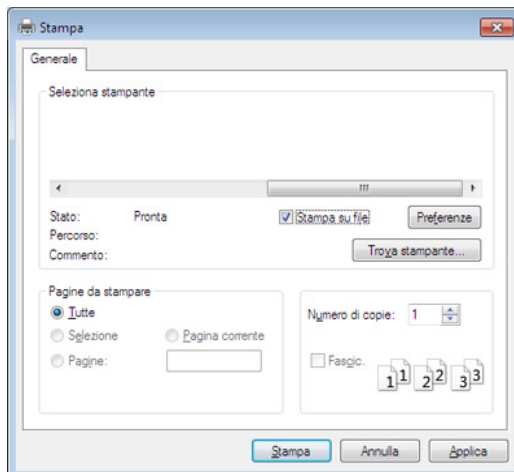 Stampa
Generale
Seleziona stampante
Stato: Pronta
Stampa su file
Preferenze
Percorso:
Commento:
Trova stampante...
Pagine da stampare
Tutte
Selezione
Pagina corrente
Pagine:
Numero di copie: 1
Fascic.
1 1 2 2 3 3
Stampa
Annulla
Applica